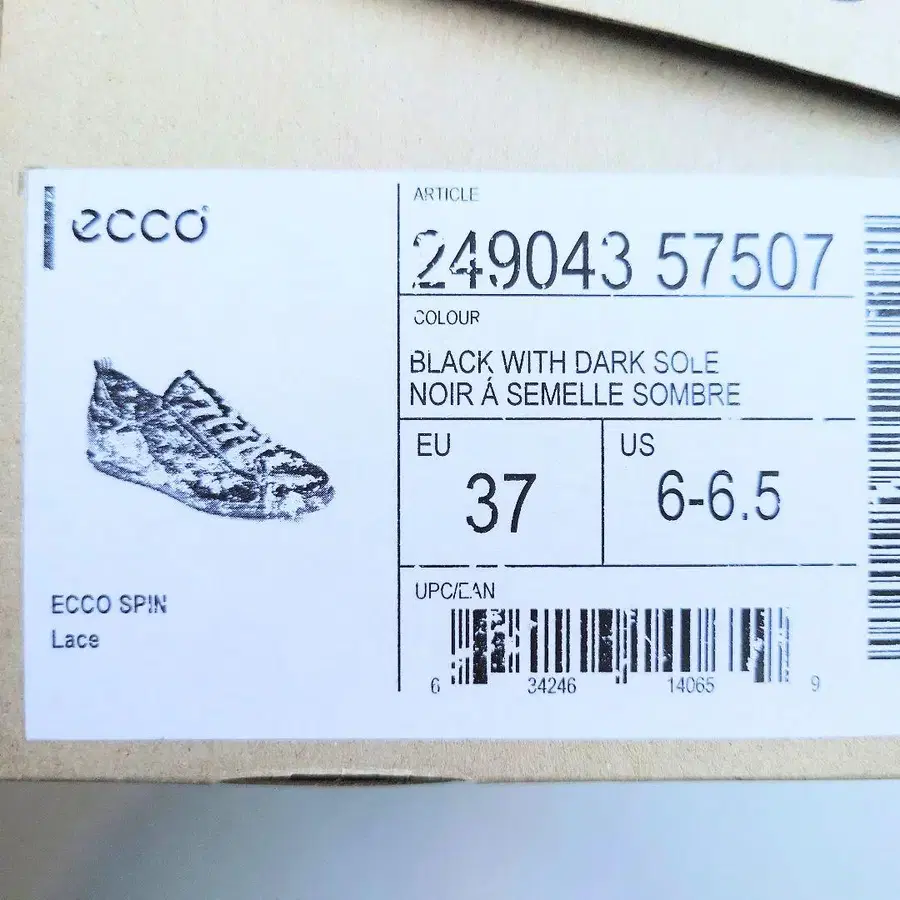 ecco
ARTICLE
249043 57507
COLOUR
BLACK WITH DARK SOLE
NOIR Á SEMELLE SOMBRE
EU
37
US
6-6.5
UPC/EAN
6 34246 14065 9
ECCO SPIN
Lace